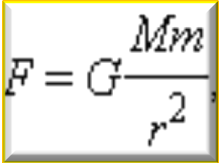 F = G Mm/r²,